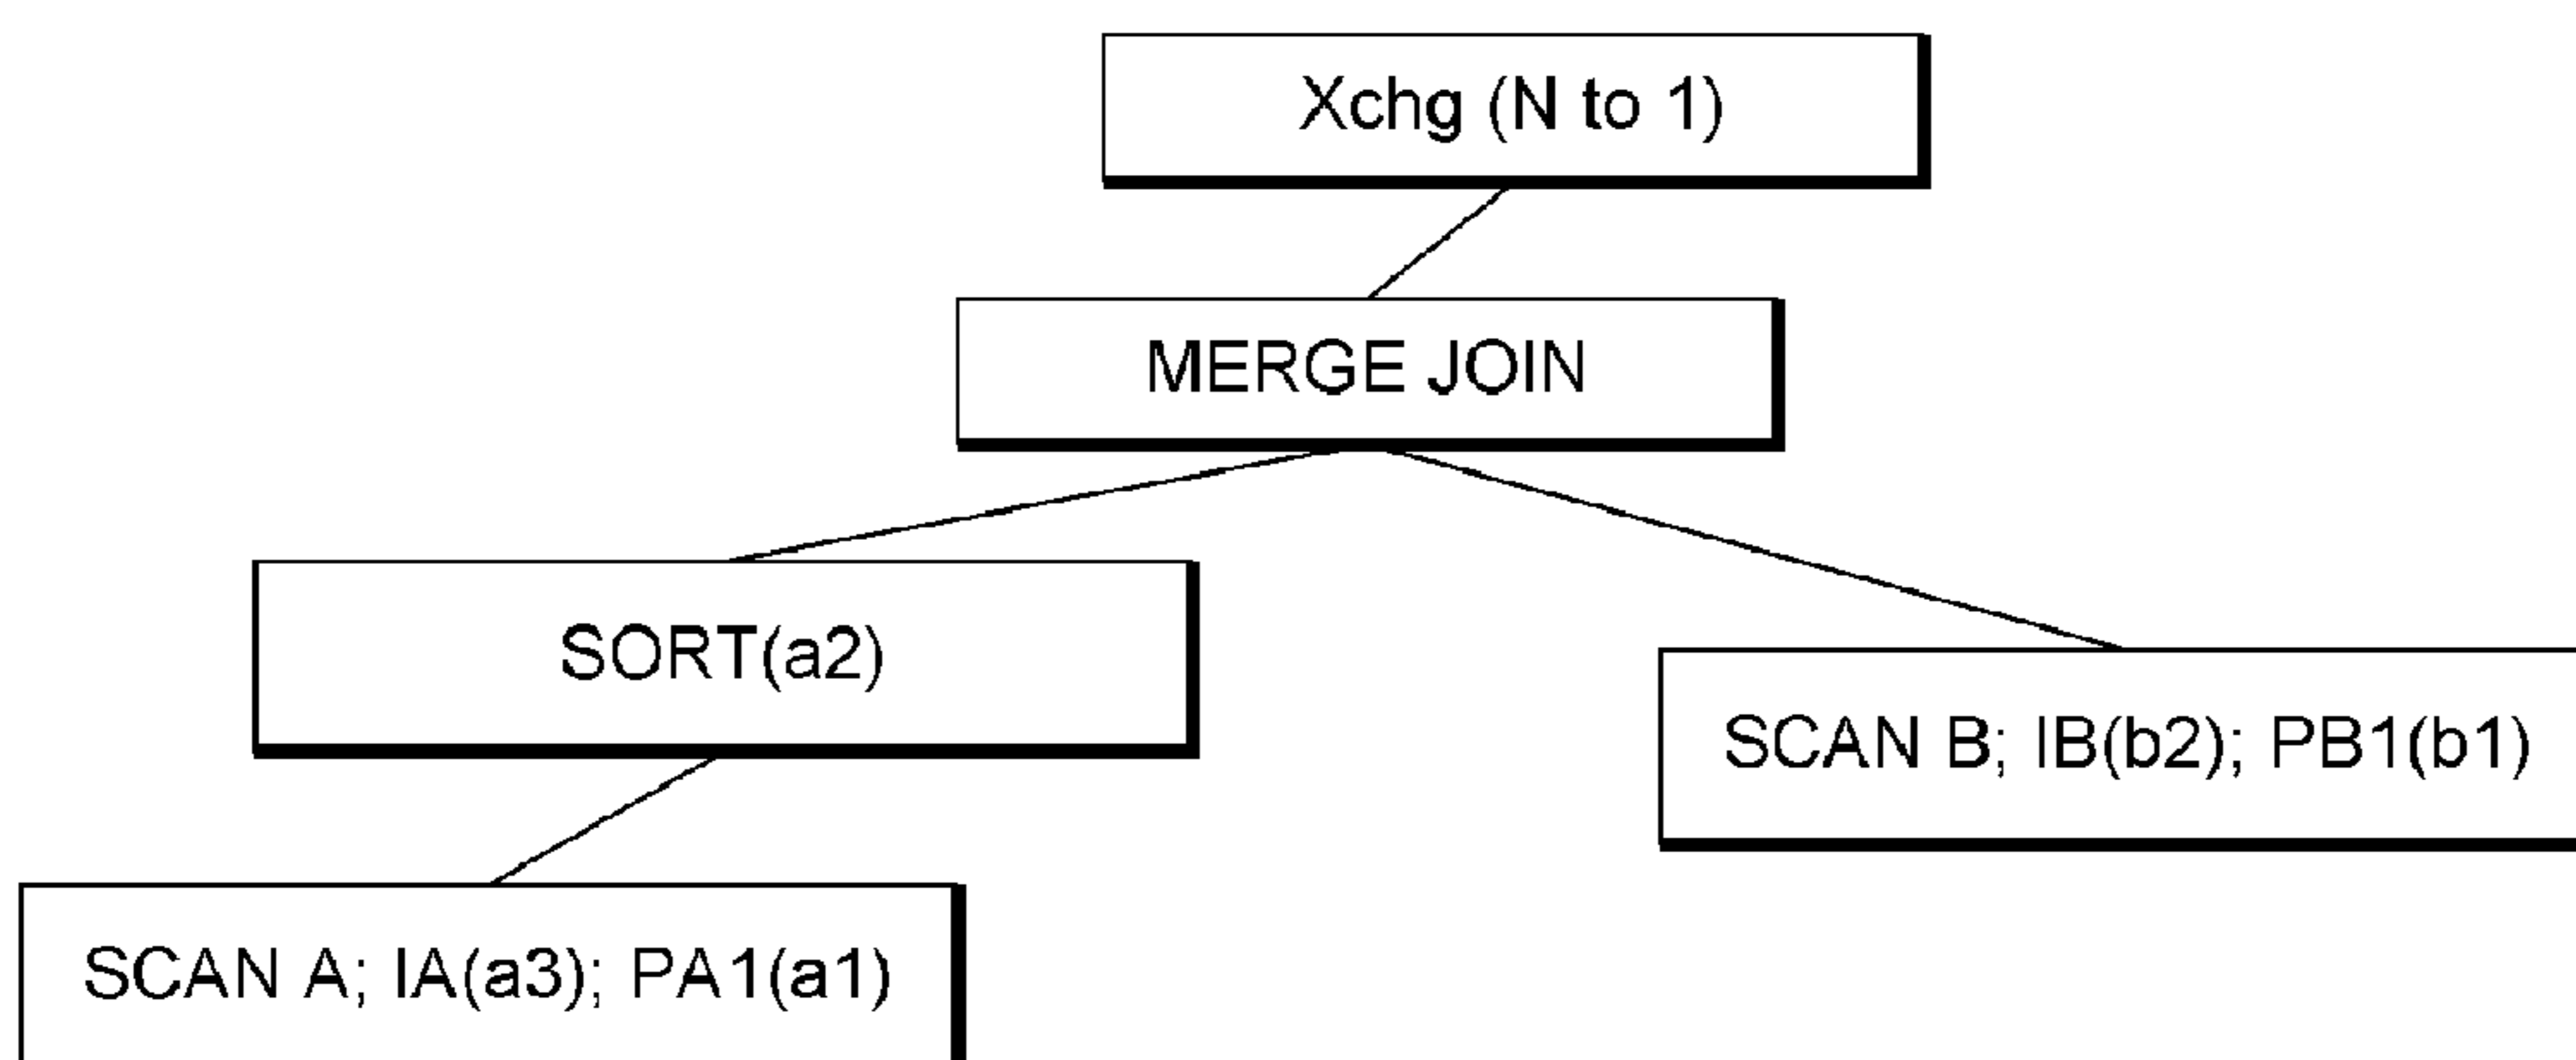 Xchg (N to 1)
MERGE JOIN
SORT(a2)
SCAN B; IB(b2); PB1(b1)
SCAN A; IA(a3); PA1(a1)